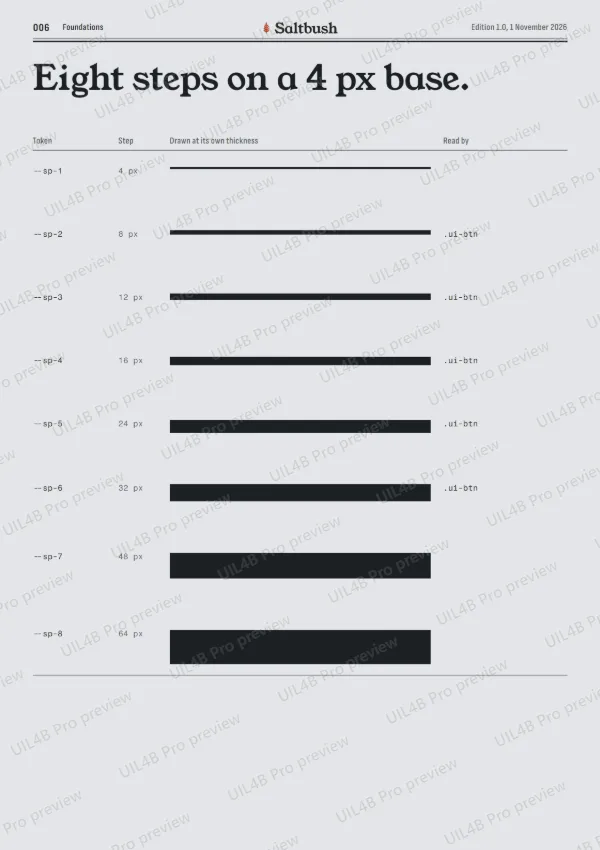 006 Foundations Saltbush Edition 1.0, 1 November 2026
Eight steps on a 4 px base.
Token Step Drawn at its own thickness Read by
--sp-1 4 px
--sp-2 8 px .ui-btn
--sp-3 12 px .ui-btn
--sp-4 16 px .ui-btn
--sp-5 24 px .ui-btn
--sp-6 32 px .ui-btn
--sp-7 48 px
--sp-8 64 px
UIL4B Pro preview